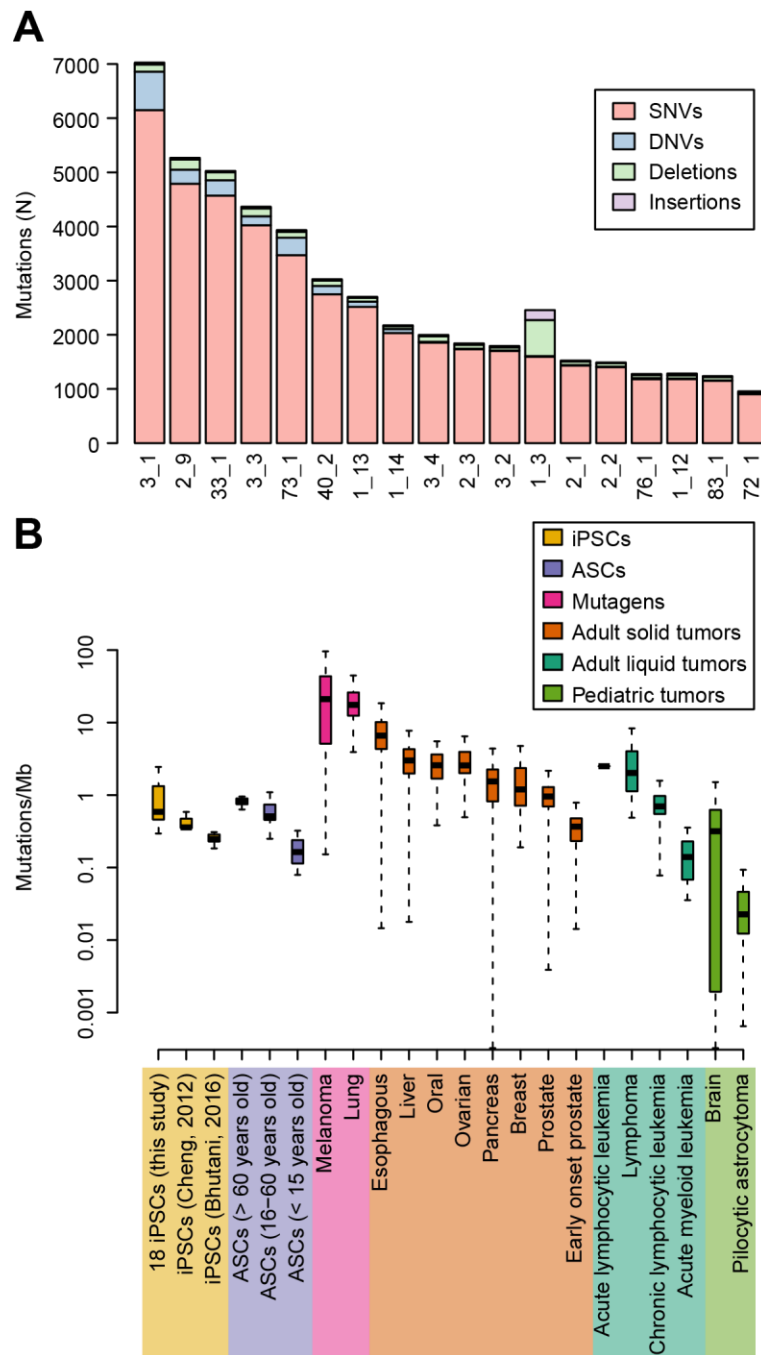 A
Mutations (N)
7000
6000
5000
4000
3000
2000
1000
0
SNVs
DNVs
Deletions
Insertions
3_1
2_9
33_1
3_3
73_1
40_2
1_13
1_14
3_4
2_3
3_2
1_3
2_1
2_2
76_1
1_12
83_1
72_1
B
iPSCs
ASCs
Mutagens
Adult solid tumors
Adult liquid tumors
Pediatric tumors
Mutations/Mb
100
10
1
0.1
0.01
0.001
18 iPSCs (this study)
iPSCs (Cheng, 2012)
iPSCs (Bhutani, 2016)
ASCs (> 60 years old)
ASCs (16−60 years old)
ASCs (< 15 years old)
Melanoma
Lung
Esophagous
Liver
Oral
Ovarian
Pancreas
Breast
Prostate
Early onset prostate
Acute lymphocytic leukemia
Lymphoma
Chronic lymphocytic leukemia
Acute myeloid leukemia
Brain
Pilocytic astrocytoma